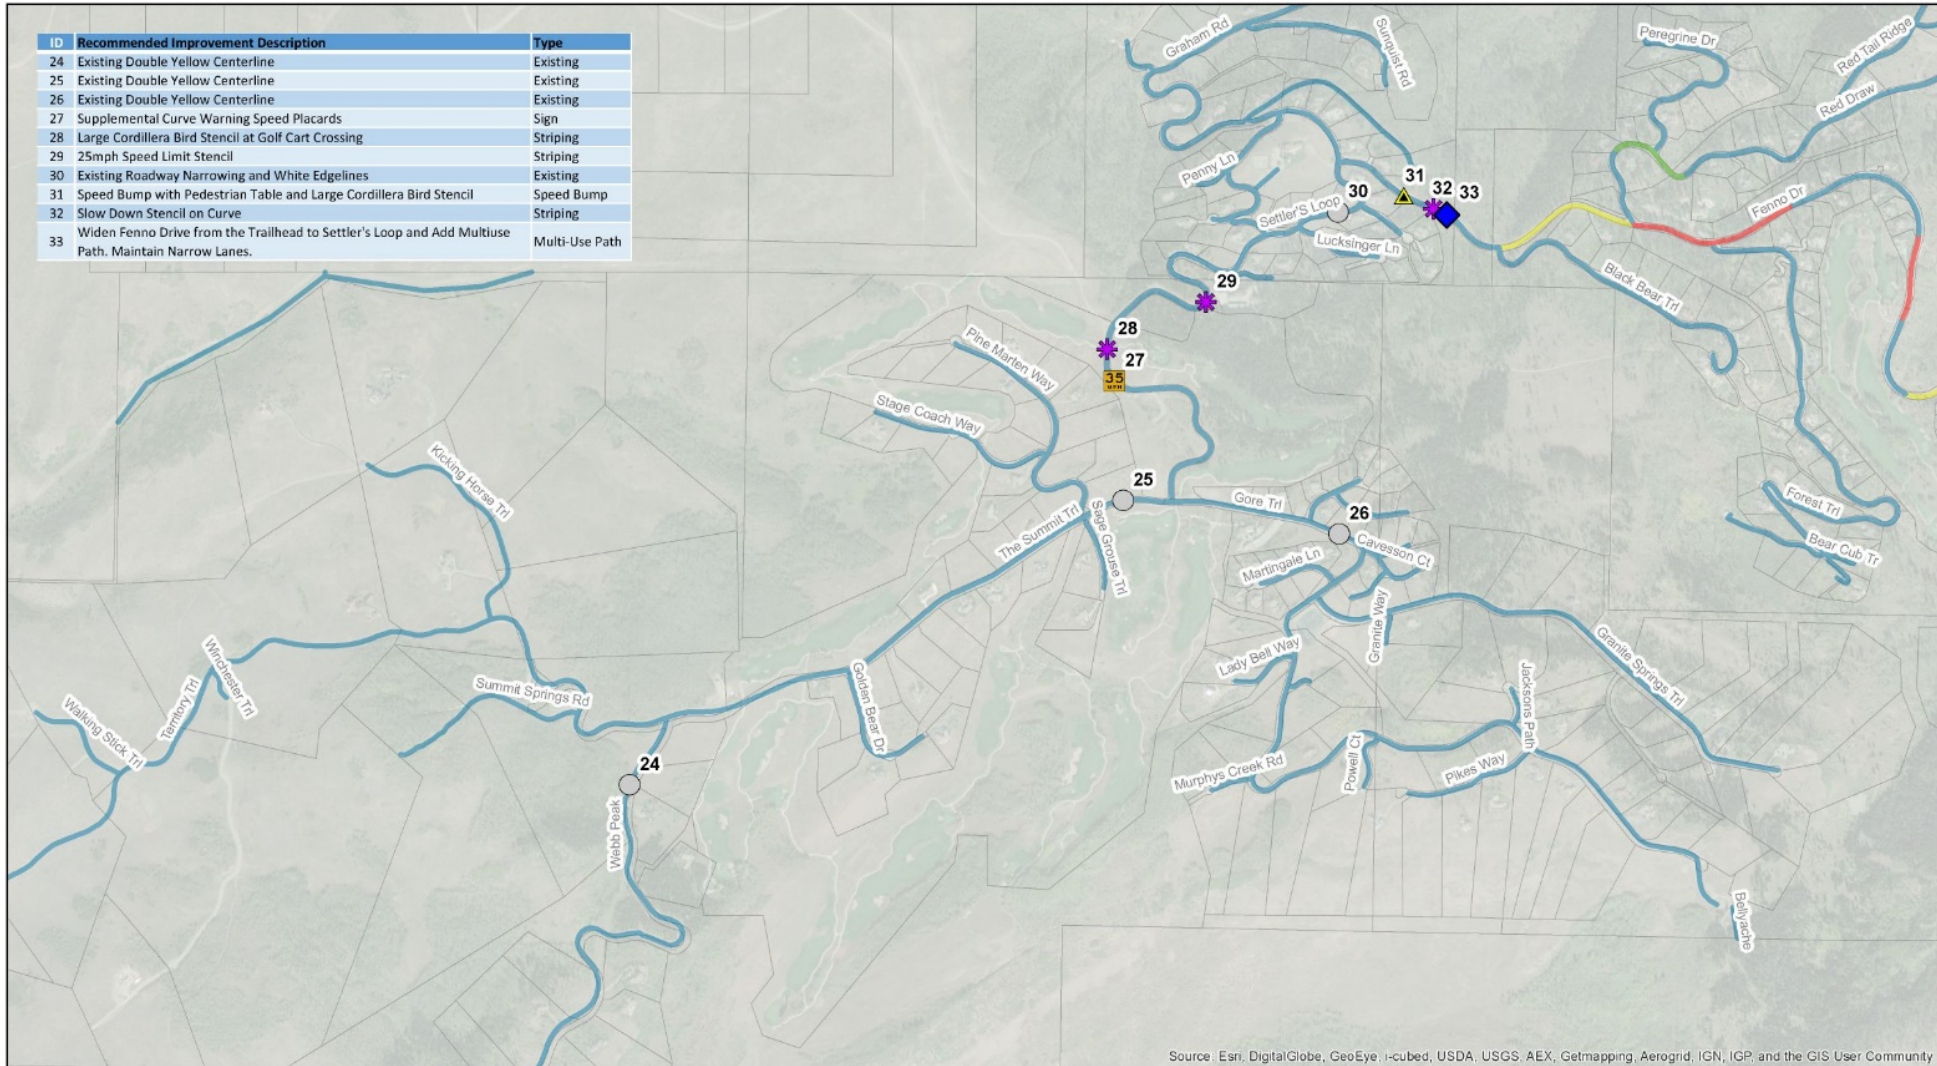 ID Recommended Improvement Description Type
24 Existing Double Yellow Centerline Existing
25 Existing Double Yellow Centerline Existing
26 Existing Double Yellow Centerline Existing
27 Supplemental Curve Warning Speed Placards Sign
28 Large Cordillera Bird Stencil at Golf Cart Crossing Striping
29 25mph Speed Limit Stencil Striping
30 Existing Roadway Narrowing and White Edgelines Existing
31 Speed Bump with Pedestrian Table and Large Cordillera Bird Stencil Speed Bump
32 Slow Down Stencil on Curve Striping
33 Widen Fenno Drive from the Trailhead to Settler's Loop and Add Multiuse
Path. Maintain Narrow Lanes. Multi-Use Path
Graham Rd
Sunquist Rd
Peregrine Dr
Red Tail Ridge
Red Draw
Penny Ln
30
31
32
33
Settler'S Loop
Lucksinger Ln
Fenno Dr
Black Bear Trl
29
28
27
35
MPH
Pine Marten Way
Stage Coach Way
Kicking Horse Trl
25
Gore Trl
26
The Summit Trl
Sage Grouse Trl
Cavesson Ct
Martingale Ln
Forest Trl
Bear Cub Tr
Granite Way
Granite Springs Trl
Lady Bell Way
Winchester Trl
Territory Trl
Walking Stick Trl
Summit Springs Rd
Golden Bear Dr
Jacksons Path
24
Murphys Creek Rd
Powell Ct
Pikes Way
Webb Peak
Bellyache
Source: Esri, DigitalGlobe, GeoEye, i-cubed, USDA, USGS, AEX, Getmapping, Aerogrid, IGN, IGP, and the GIS User Community